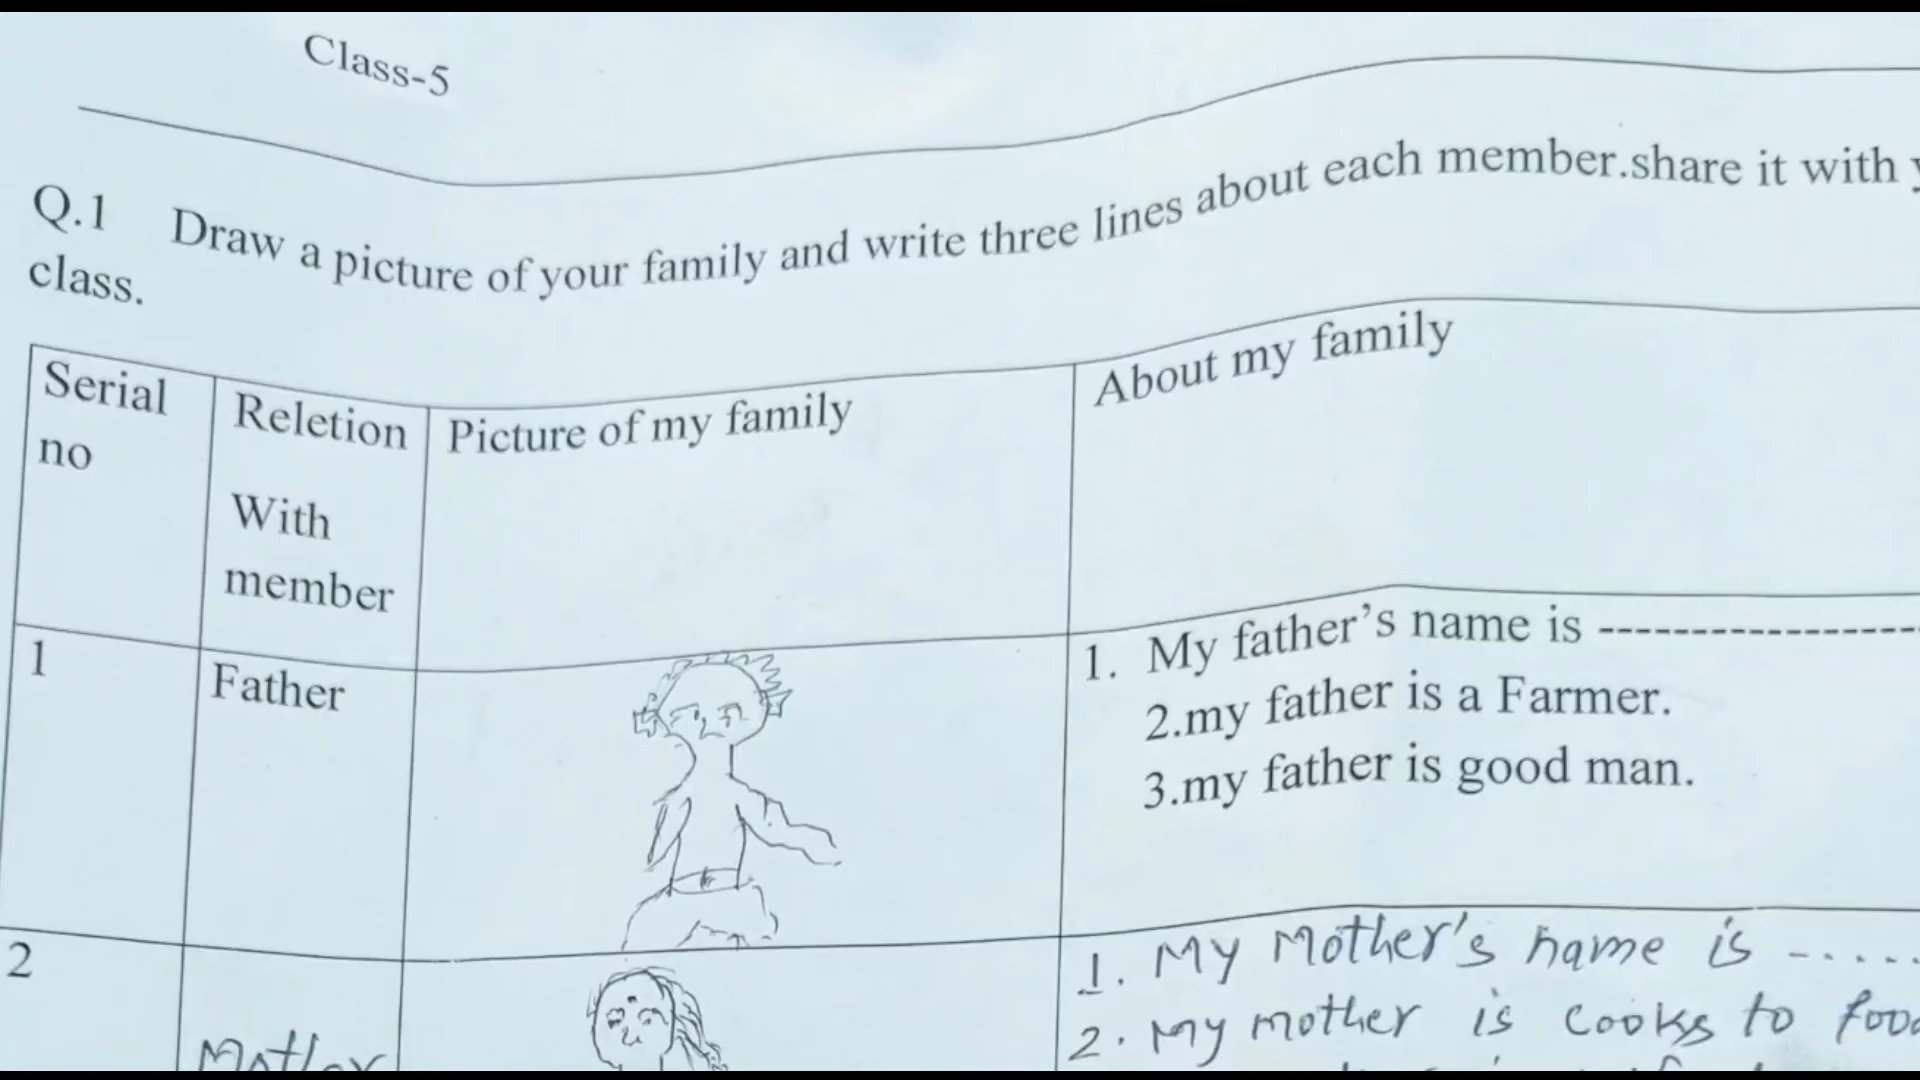 Class-5
Q.1 Draw a picture of your family and write three lines about each member.share it with
class.
Serial no
Reletion With member
Picture of my family
About my family
1
Father
1. My father's name is -----------------
2.my father is a Farmer.
3.my father is good man.
2
Mother
1. My Mother's name is .....
2. My mother is cooks to food